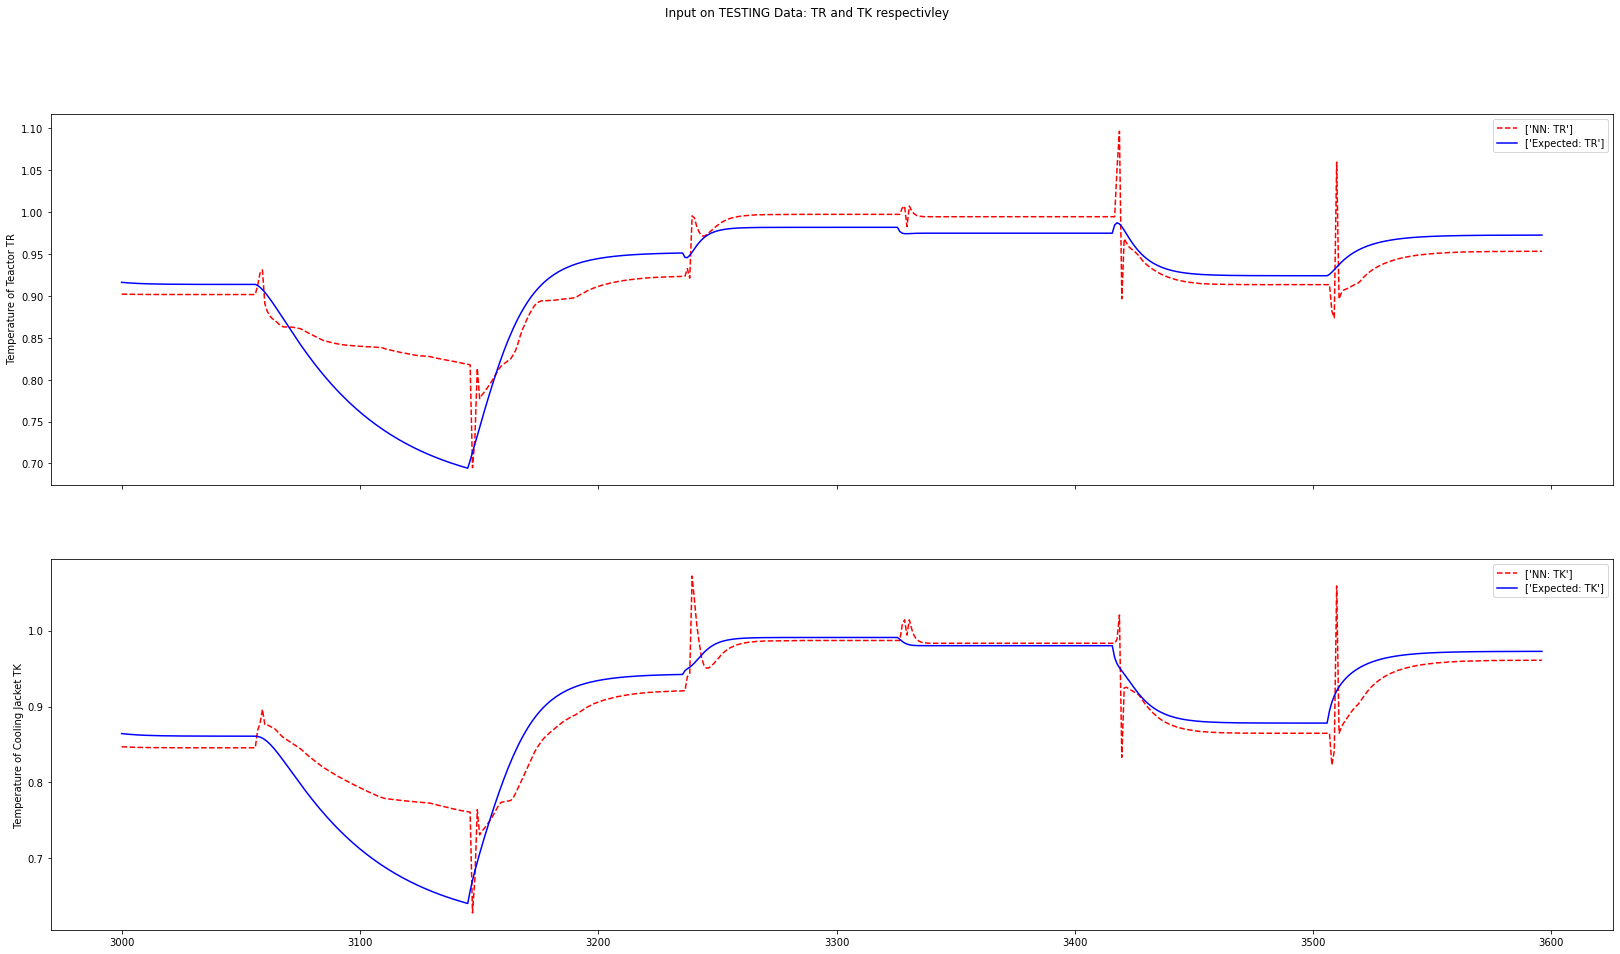 Input on TESTING Data: TR and TK respectivley
1.10
1.05
1.00
0.95
0.90
0.85
0.80
0.75
0.70
Temperature of Teactor TR
['NN: TR']
['Expected: TR']
1.0
0.9
0.8
0.7
Temperature of Cooling Jacket TK
['NN: TK']
['Expected: TK']
3000 3100 3200 3300 3400 3500 3600